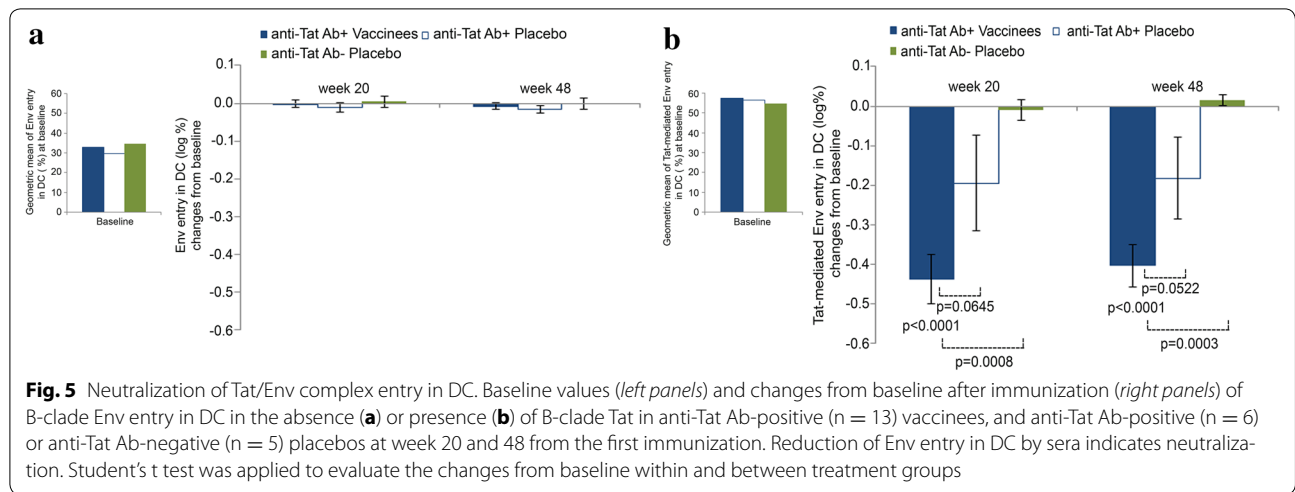 a
anti-Tat Ab+ Vaccinees anti-Tat Ab+ Placebo
anti-Tat Ab- Placebo
Geometric mean of Env entry
in DC ( %) at baseline
60
50
40
30
20
10
0
Baseline
Env entry in DC (log %)
changes from baseline
0.1
0.0
-0.1
-0.2
-0.3
-0.4
-0.5
-0.6
week 20
week 48
b
anti-Tat Ab+ Vaccinees anti-Tat Ab+ Placebo
anti-Tat Ab- Placebo
Geometric mean of Tat-mediated Env entry
in DC (%) at baseline
60
50
40
30
20
10
0
Baseline
Tat-mediated Env entry in DC (log%)
changes from baseline
0.1
0.0
-0.1
-0.2
-0.3
-0.4
-0.5
-0.6
week 20
week 48
p=0.0645
p<0.0001
p=0.0008
p=0.0522
p<0.0001
p=0.0003
Fig. 5 Neutralization of Tat/Env complex entry in DC. Baseline values (left panels) and changes from baseline after immunization (right panels) of
B-clade Env entry in DC in the absence (a) or presence (b) of B-clade Tat in anti-Tat Ab-positive (n = 13) vaccinees, and anti-Tat Ab-positive (n = 6)
or anti-Tat Ab-negative (n = 5) placebos at week 20 and 48 from the first immunization. Reduction of Env entry in DC by sera indicates neutraliza-
tion. Student’s t test was applied to evaluate the changes from baseline within and between treatment groups